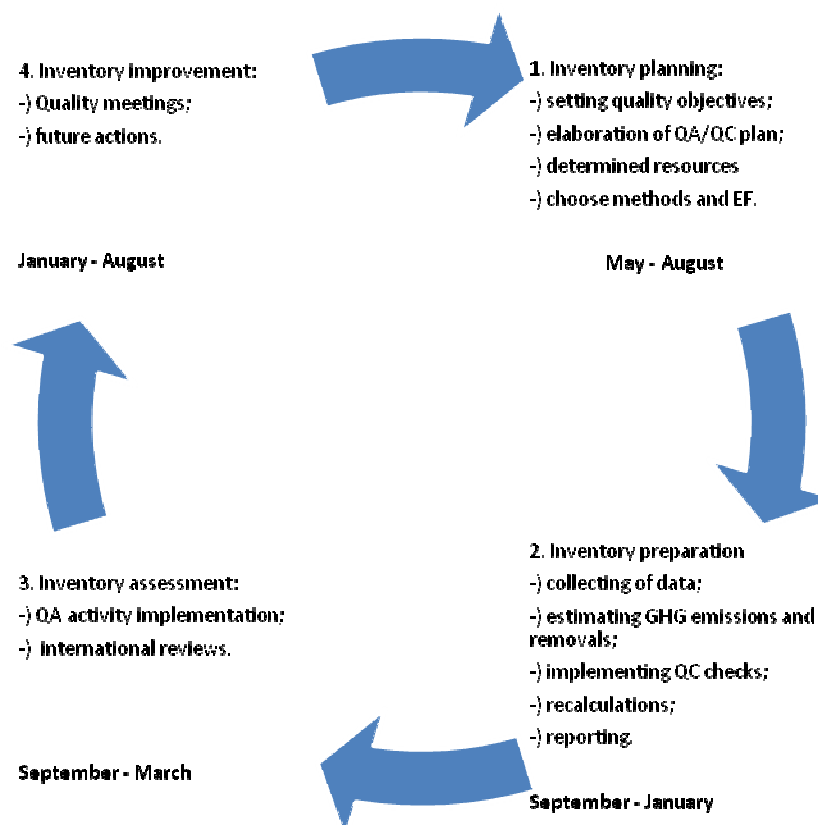 4. Inventory improvement:
-) Quality meetings;
-) future actions.
January - August
1. Inventory planning:
-) setting quality objectives;
-) elaboration of QA/QC plan;
-) determined resources
-) choose methods and EF.
May - August
2. Inventory preparation
-) collecting of data;
-) estimating GHG emissions and
removals;
-) implementing QC checks;
-) recalculations;
-) reporting.
September - January
3. Inventory assessment:
-) QA activity implementation;
-) international reviews.
September - March